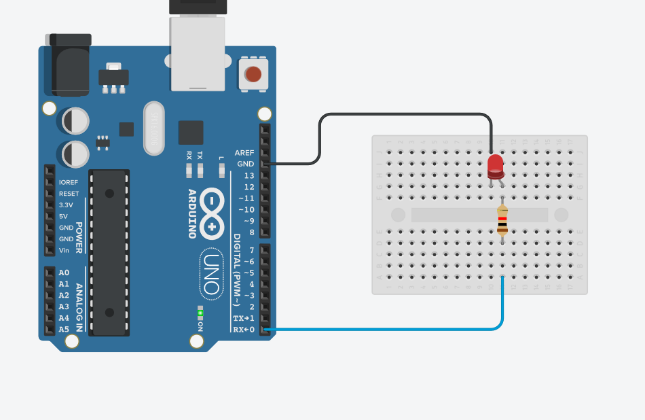 AREF
GND
13
12
~11
~10
~9
8
7
~6
~5
4
~3
2
TX→1
RX←0
DIGITAL (PWM~)
RX
TX
L
ARDUINO
UNO
ON
IOREF
RESET
3.3V
5V
GND
GND
Vin
POWER
A0
A1
A2
A3
A4
A5
ANALOG IN